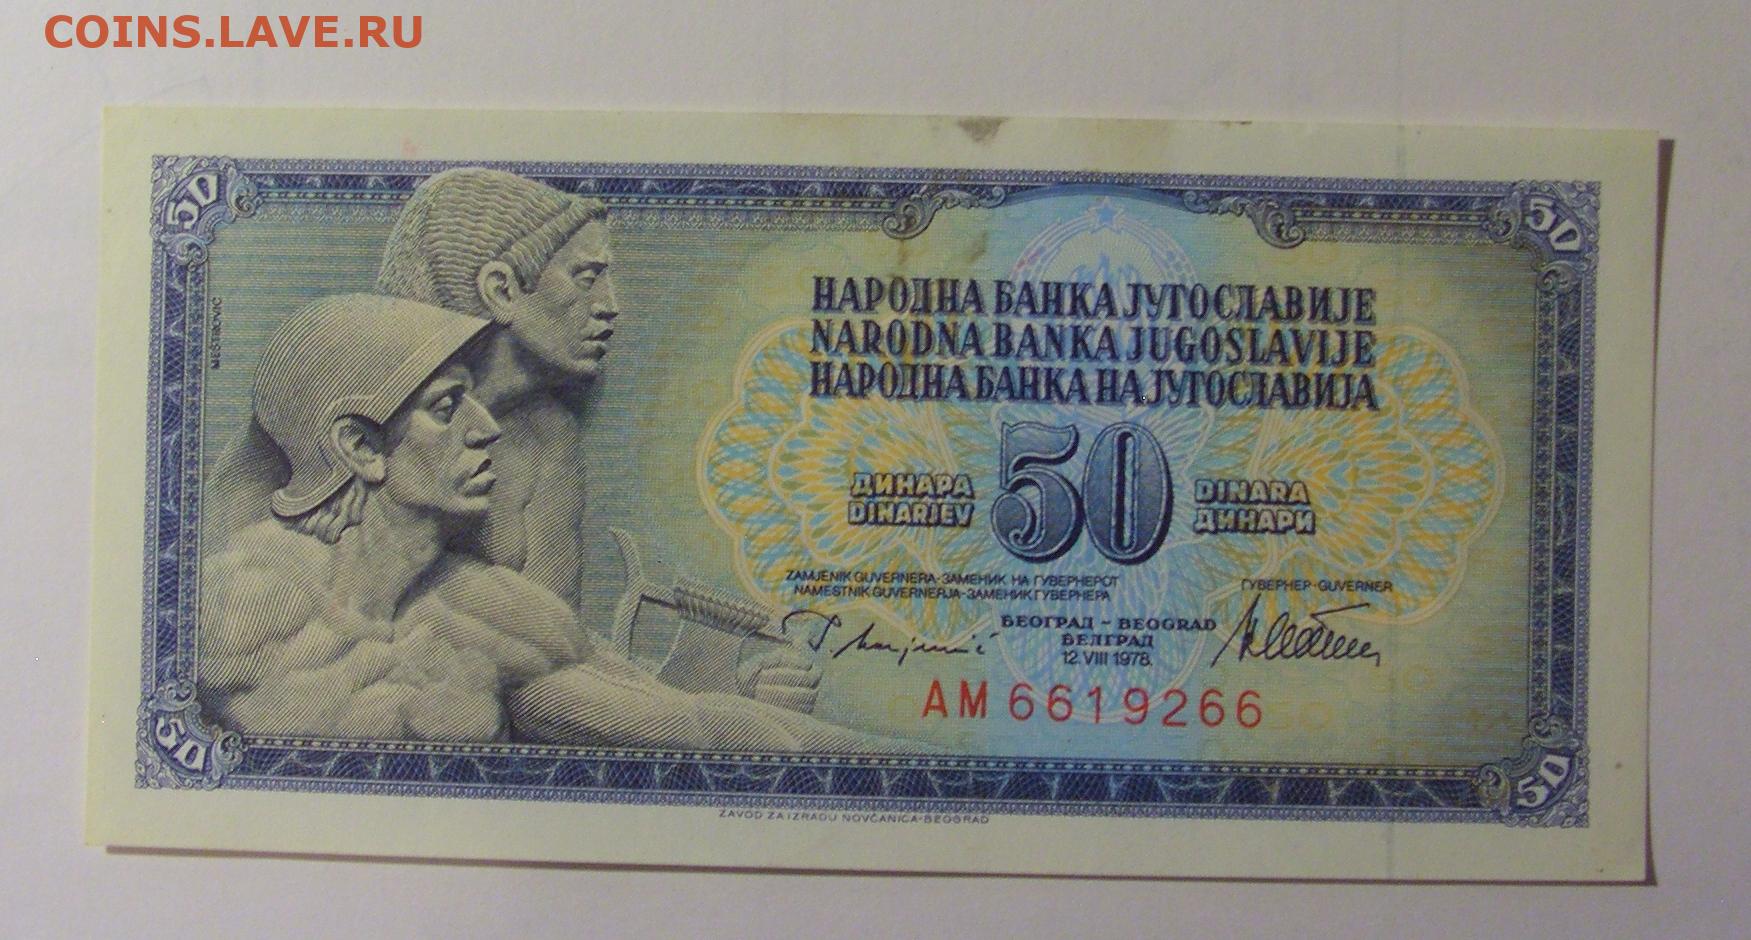 COINS.LAVE.RU
50
50
MEŠTROVIĆ
НАРОДНА БАНКА ЈУГОСЛАВИЈЕ
NARODNA BANKA JUGOSLAVIJE
НАРОДНА БАНКА НА ЈУГОСЛАВИЈА
ДИНАРА
DINARJEV
50
DINARA
ДИНАРИ
ZAMJENIK GUVERNERA-ЗАМЕНИК НА ГУВЕРНЕРОТ
NAMESTNIK GUVERNERJA-ЗАМЕНИК ГУВЕРНЕРА
ГУВЕРНЕР-GUVERNER
БЕОГРАД - BEOGRAD
БЕЛГРАД
12. VIII 1978.
AM 6619266
50
50
ZAVOD ZA IZRADU NOVČANICA-BEOGRAD